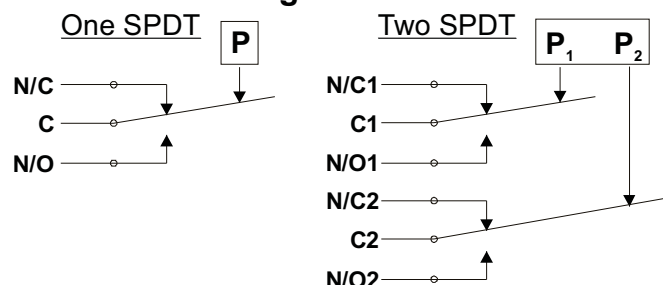 One SPDT
P
N/C
C
N/O
Two SPDT
P1 P2
N/C1
C1
N/O1
N/C2
C2
N/O2